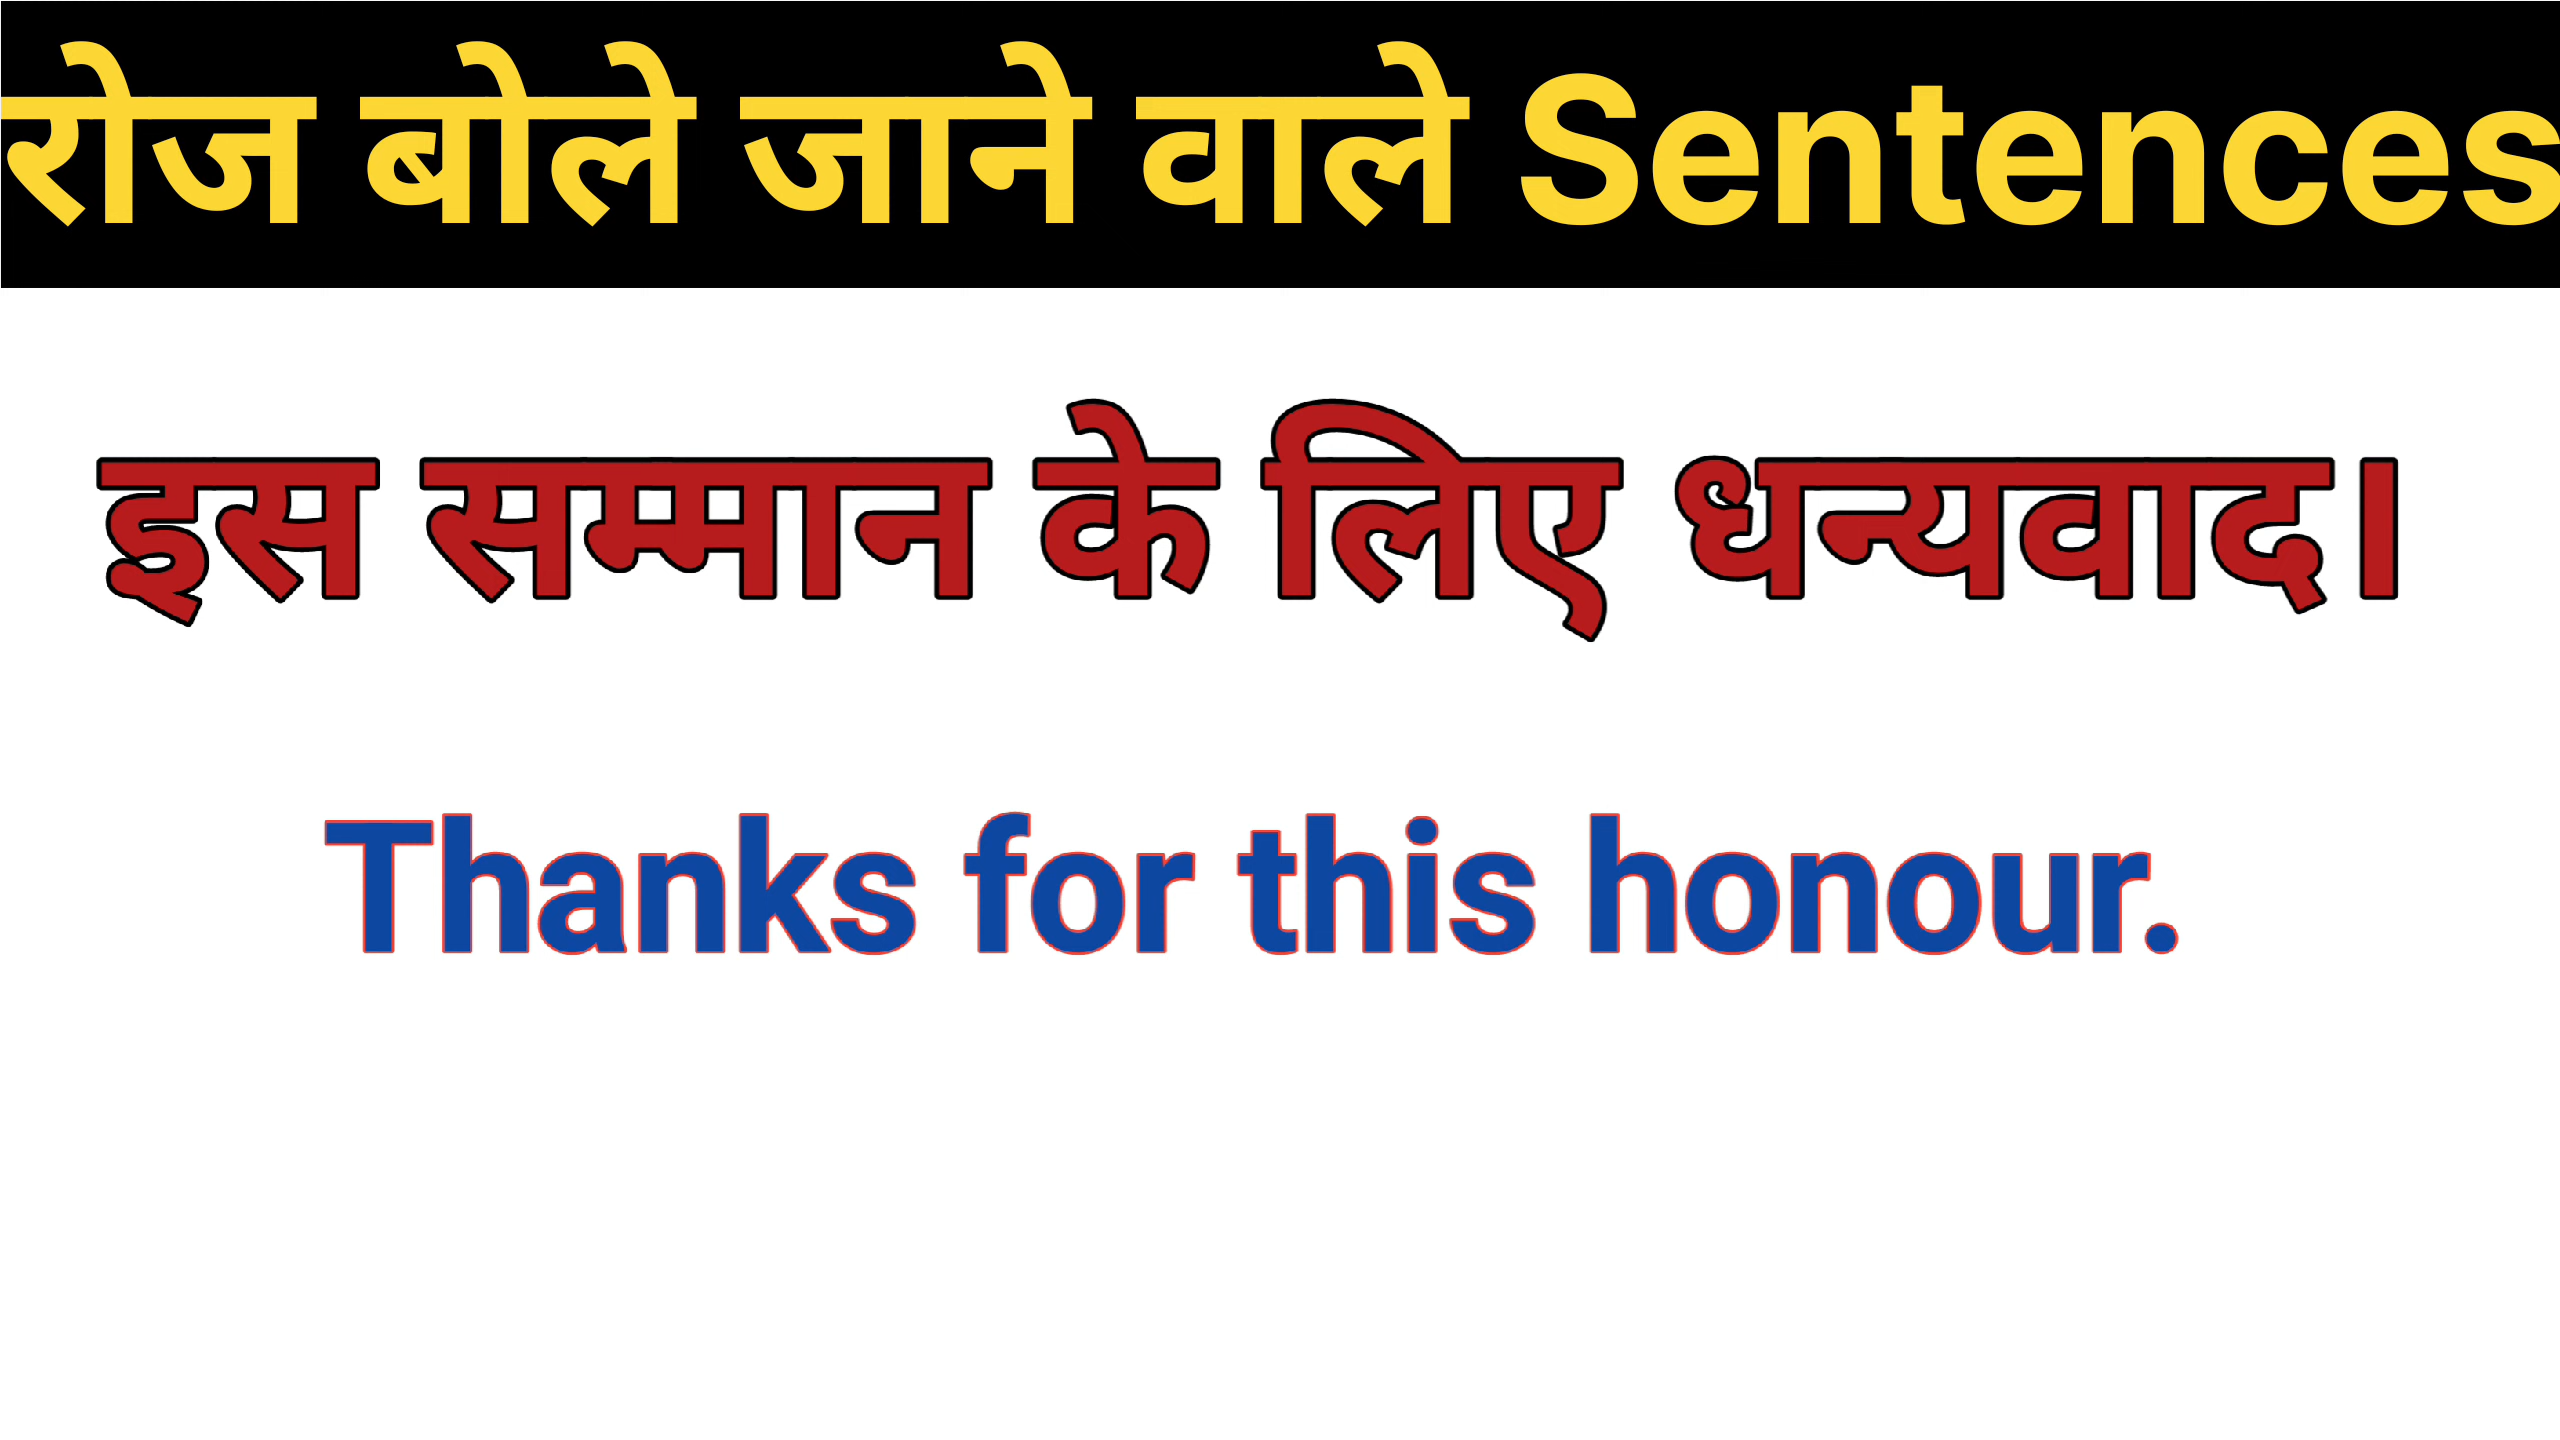 रोज बोले जाने वाले Sentences
इस सम्मान के लिए धन्यवाद।
Thanks for this honour.